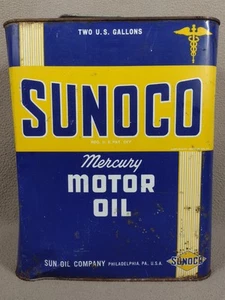 TWO U.S. GALLONS
SUNOCO
REG. U.S. PAT. OFF.
Mercury
MOTOR
OIL
SUN OIL COMPANY PHILADELPHIA, PA., U.S.A.
SUNOCO